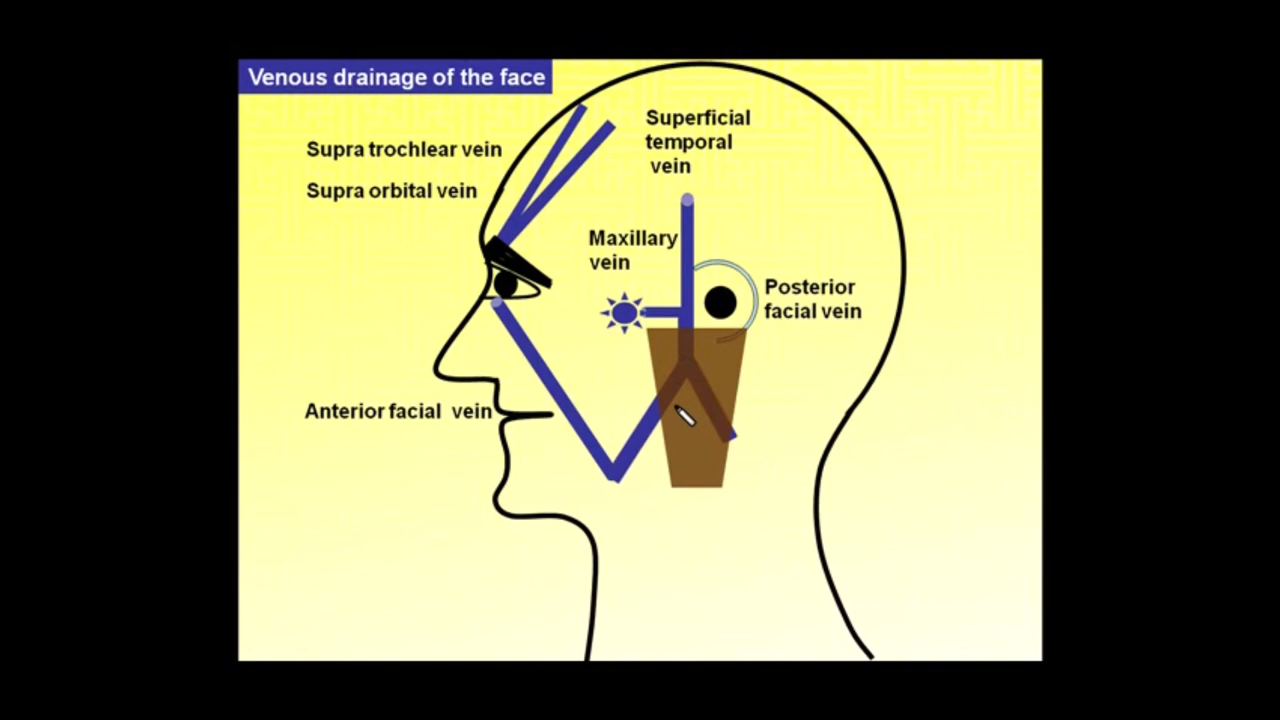 Venous drainage of the face
Superficial
temporal
vein
Supra trochlear vein
Supra orbital vein
Maxillary
vein
Posterior
facial vein
Anterior facial vein